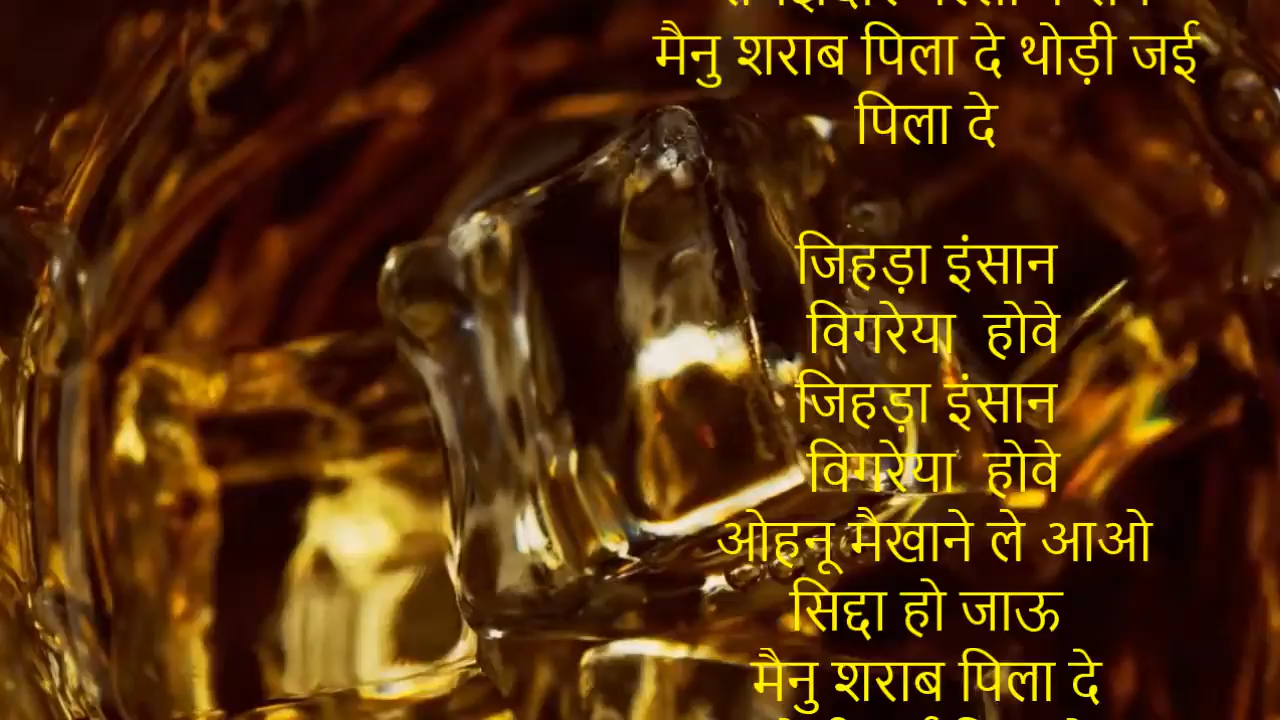 मैनु शराब पिला दे थोड़ी जई
पिला दे
जिहड़ा इंसान
विगरेया होवे
जिहड़ा इंसान
विगरेया होवे
ओहनू मैखाने ले आओ
सिद्दा हो जाऊ
मैनु शराब पिला दे